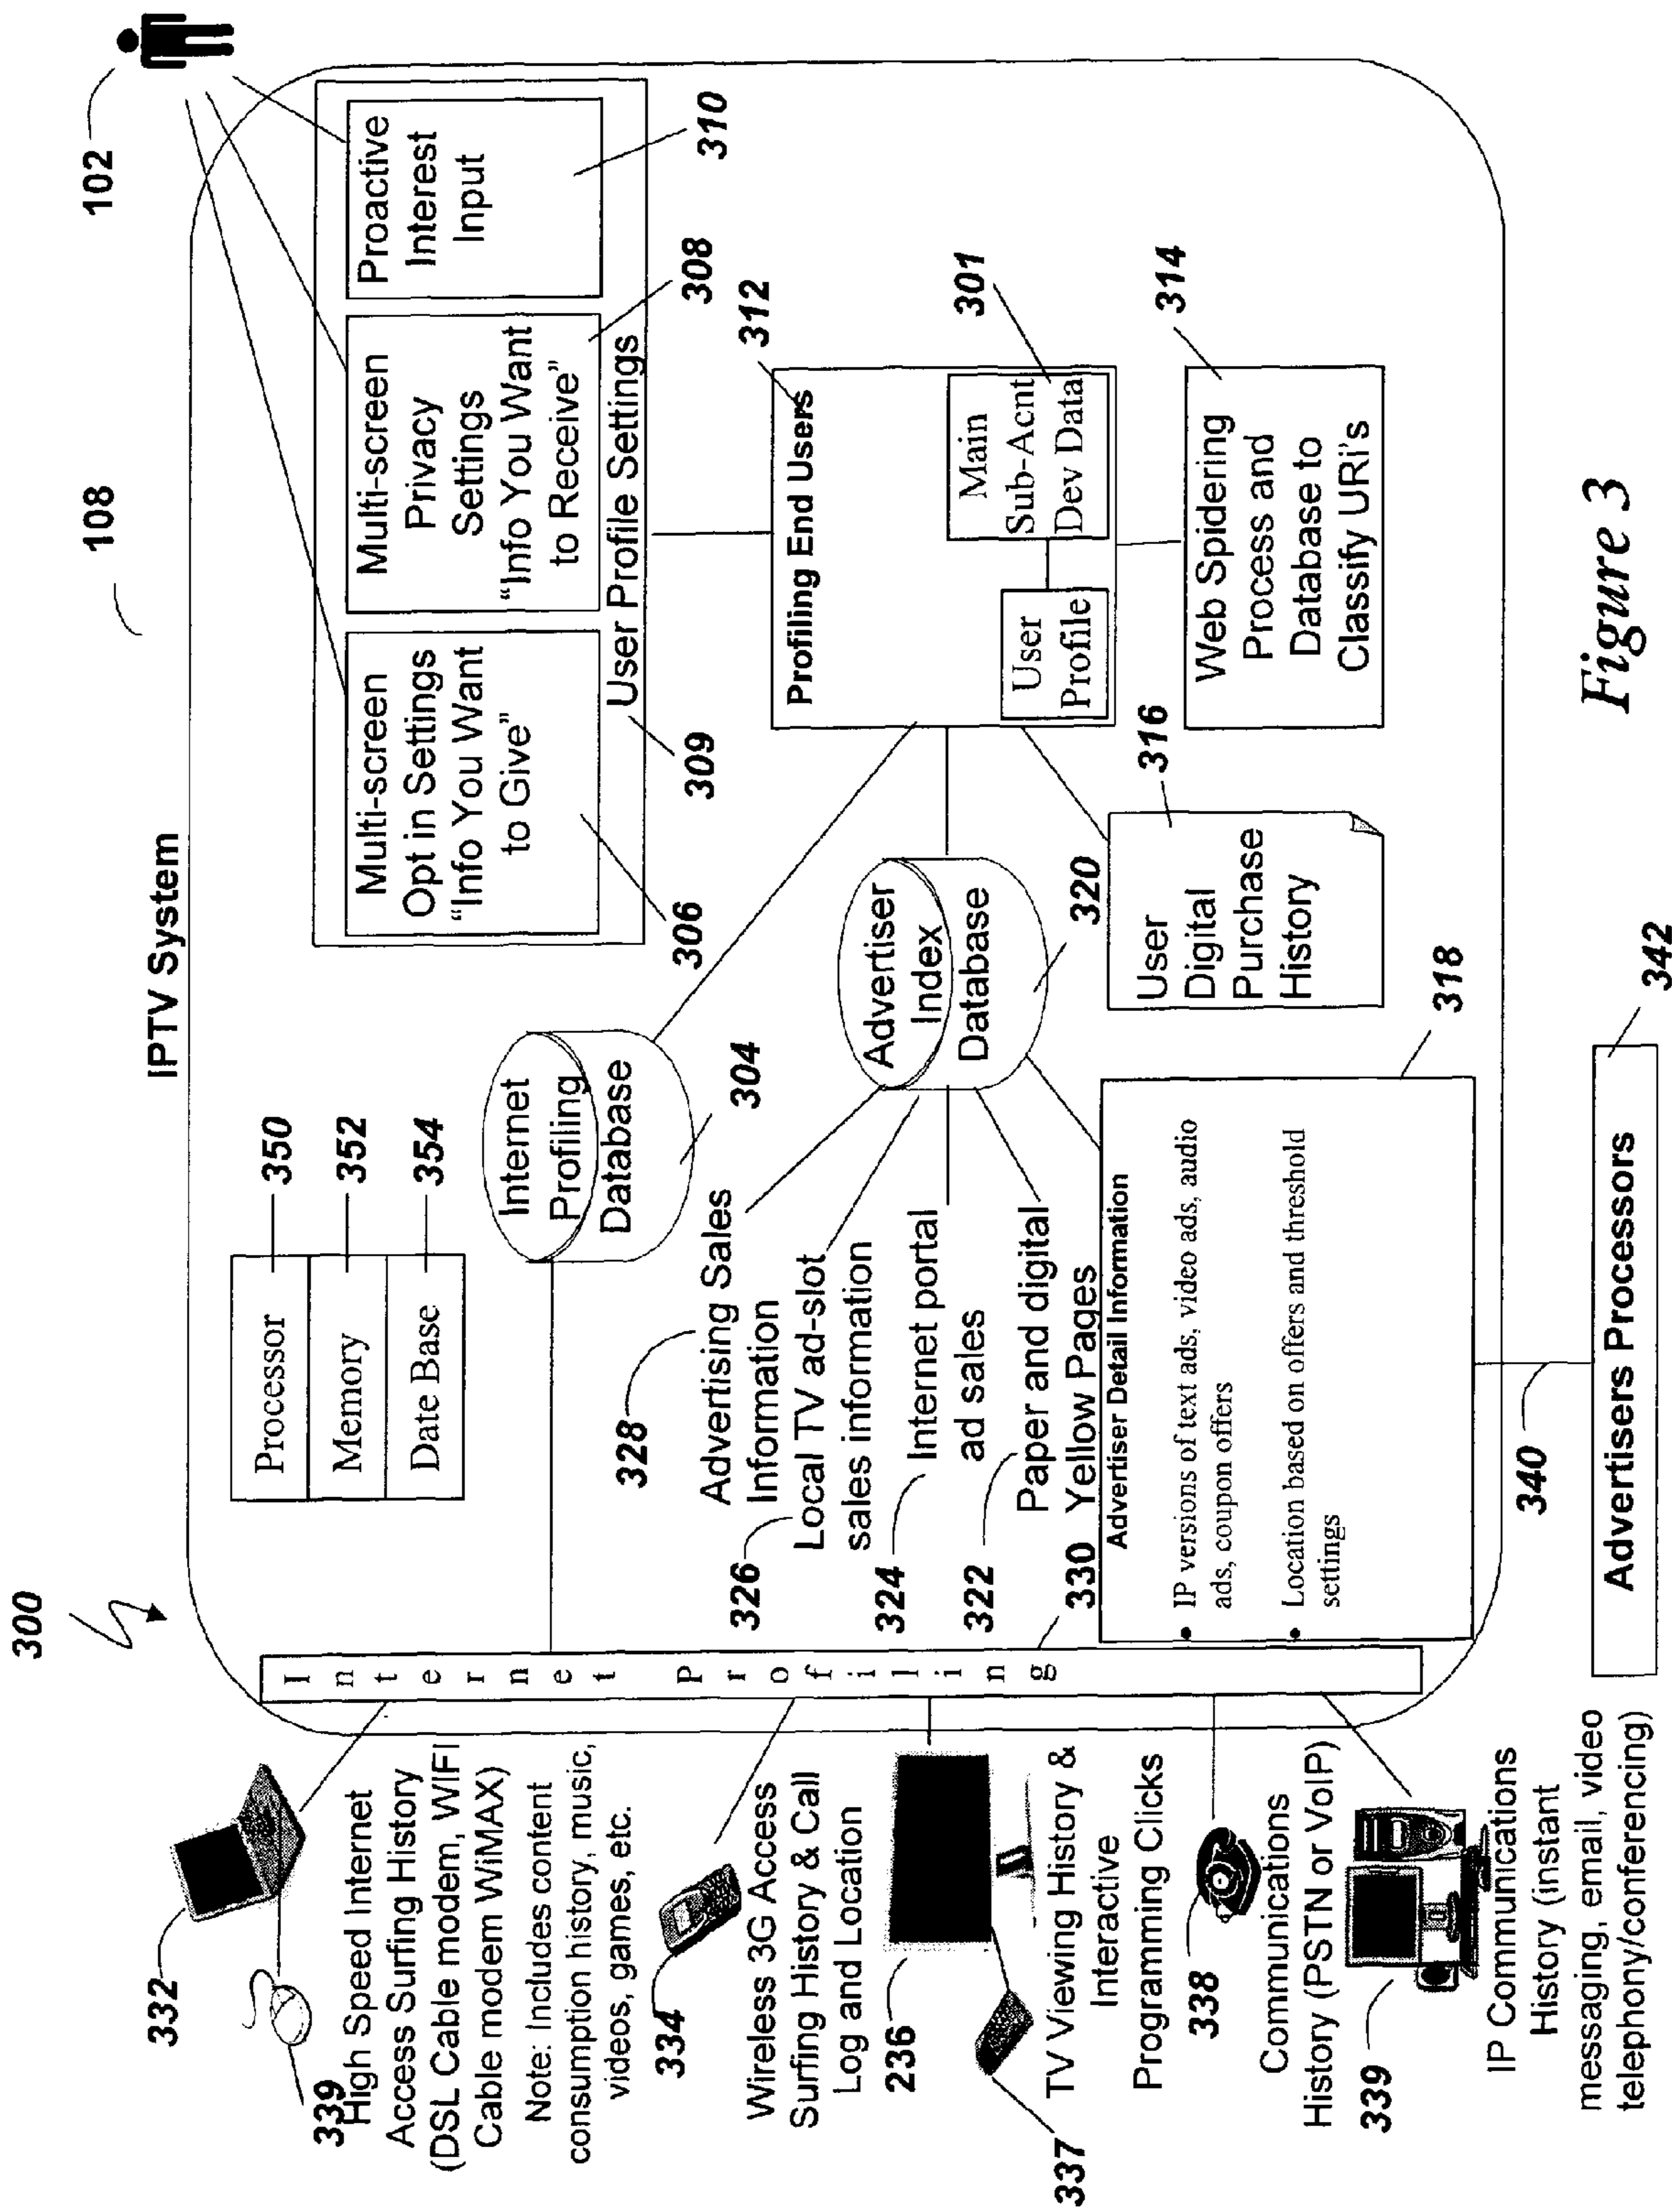 300
108
102
IPTV System
Processor
350
Memory
352
Date Base
354
Multi-screen
Opt in Settings
“Info You Want
to Give”
306
Multi-screen
Privacy
Settings
“Info You Want
to Receive”
308
Proactive
Interest
Input
310
User Profile Settings
309
Internet
Profiling
Database
304
Profiling End Users
312
User
Profile
Main
Sub-Acnt
Dev Data
301
Web Spidering
Process and
Database to
Classify URi's
314
User
Digital
Purchase
History
316
Advertiser
Index
Database
320
328
Advertising Sales
Information
326
Local TV ad-slot
sales information
324
Internet portal
ad sales
322
Paper and digital
Yellow Pages
330
Advertiser Detail Information
• IP versions of text ads, video ads, audio
ads, coupon offers
• Location based on offers and threshold
settings
318
340
Advertisers Processors
342
Internet Profiling
332
339
High Speed Internet
Access Surfing History
(DSL Cable modem, WIFI
Cable modem WiMAX)
Note: Includes content
consumption history, music,
videos, games, etc.
334
Wireless 3G Access
Surfing History & Call
Log and Location
236
337
TV Viewing History &
Interactive
Programming Clicks
338
Communications
History (PSTN or VoIP)
339
IP Communications
History (instant
messaging, email, video
telephony/conferencing)
Figure 3